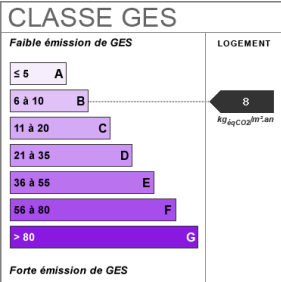 CLASSE GES
Faible émission de GES
LOGEMENT
≤ 5 A
6 à 10 B
8
kgéqCO2/m².an
11 à 20 C
21 à 35 D
36 à 55 E
56 à 80 F
> 80 G
Forte émission de GES